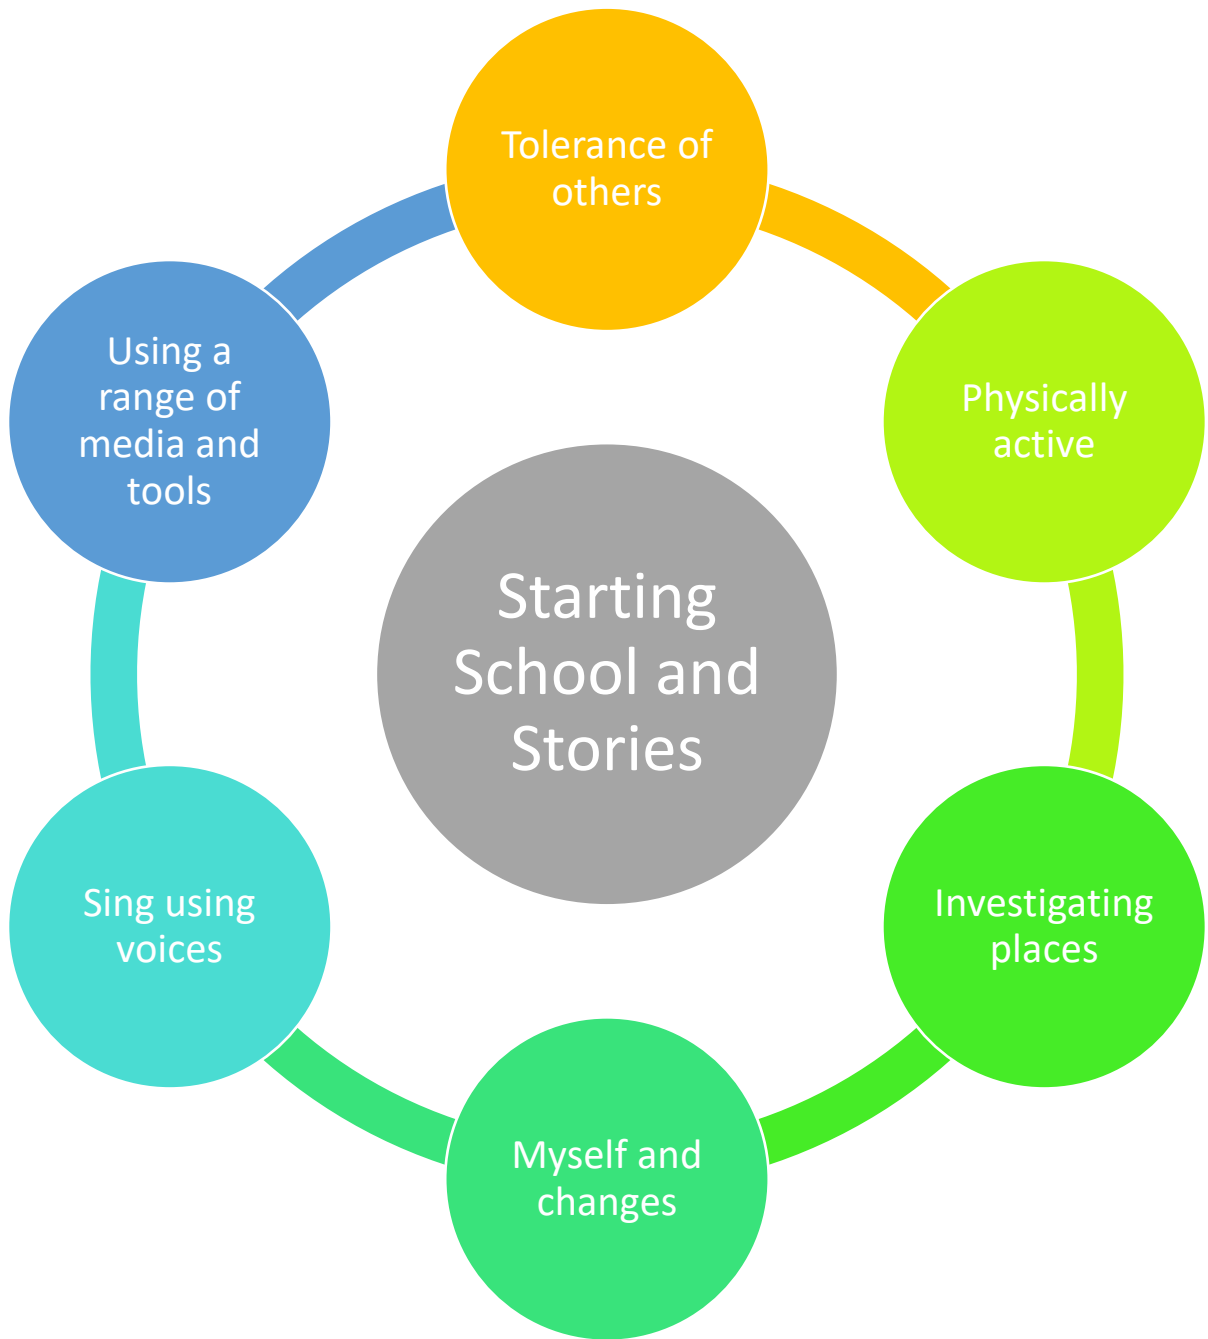 Tolerance of
others
Physically
active
Investigating
places
Myself and
changes
Sing using
voices
Using a
range of
media and
tools
Starting
School and
Stories